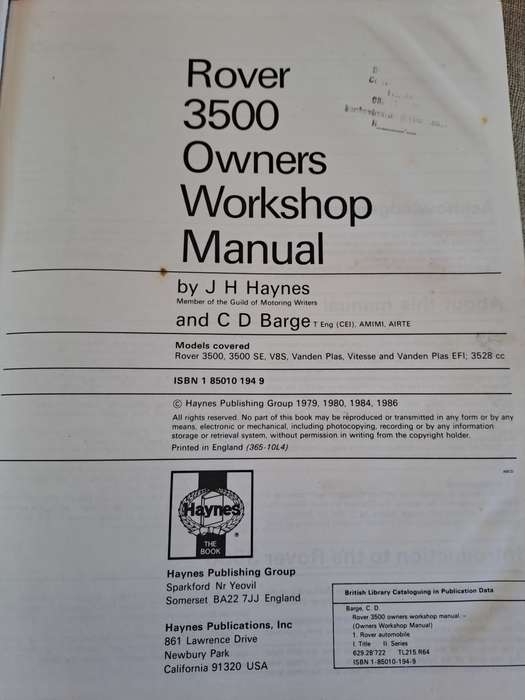 Rover
3500
Owners
Workshop
Manual
by J H Haynes
Member of the Guild of Motoring Writers
and C D Barge T Eng (CEI), AMIMI, AIRTE
Models covered
Rover 3500, 3500 SE, V8S, Vanden Plas, Vitesse and Vanden Plas EFI; 3528 cc
ISBN 1 85010 194 9
© Haynes Publishing Group 1979, 1980, 1984, 1986
All rights reserved. No part of this book may be reproduced or transmitted in any form or by any
means, electronic or mechanical, including photocopying, recording or by any information
storage or retrieval system, without permission in writing from the copyright holder.
Printed in England (365-10L4)
Haynes
®
THE
BOOK
Haynes Publishing Group
Sparkford Nr Yeovil
Somerset BA22 7JJ England
Haynes Publications, Inc
861 Lawrence Drive
Newbury Park
California 91320 USA
British Library Cataloguing in Publication Data
Barge, C. D.
Rover 3500 owners workshop manual. –
(Owners Workshop Manual)
1. Rover automobile
I. Title II. Series
629.28'722 TL215.R64
ISBN 1-85010-194-9